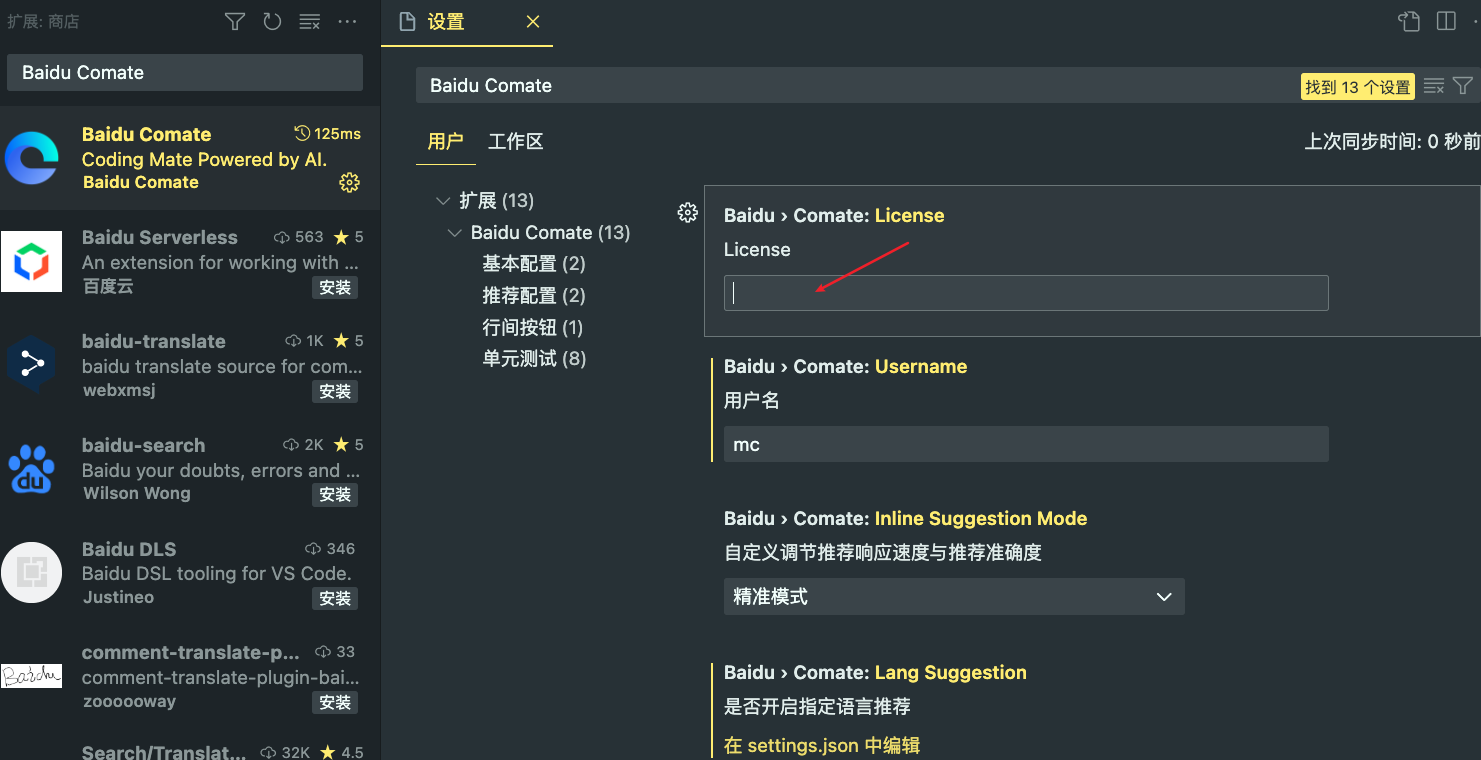 扩展: 商店
Baidu Comate
Baidu Comate 125ms
Coding Mate Powered by AI.
Baidu Comate
Baidu Serverless 563 5
An extension for working with ...
百度云 安装
baidu-translate 1K 5
baidu translate source for com...
webxmsj 安装
baidu-search 2K 5
Baidu your doubts, errors and ...
Wilson Wong 安装
du
Baidu DLS 346
Baidu DSL tooling for VS Code.
Justineo 安装
comment-translate-p... 33
Baidu
comment-translate-plugin-bai...
zoooooway 安装
Search/Translat... 32K 4.5
设置
Baidu Comate 找到 13 个设置
用户 工作区 上次同步时间: 0 秒前
扩展 (13)
Baidu Comate (13)
基本配置 (2)
推荐配置 (2)
行间按钮 (1)
单元测试 (8)
Baidu › Comate: License
License
Baidu › Comate: Username
用户名
mc
Baidu › Comate: Inline Suggestion Mode
自定义调节推荐响应速度与推荐准确度
精准模式
Baidu › Comate: Lang Suggestion
是否开启指定语言推荐
在 settings.json 中编辑